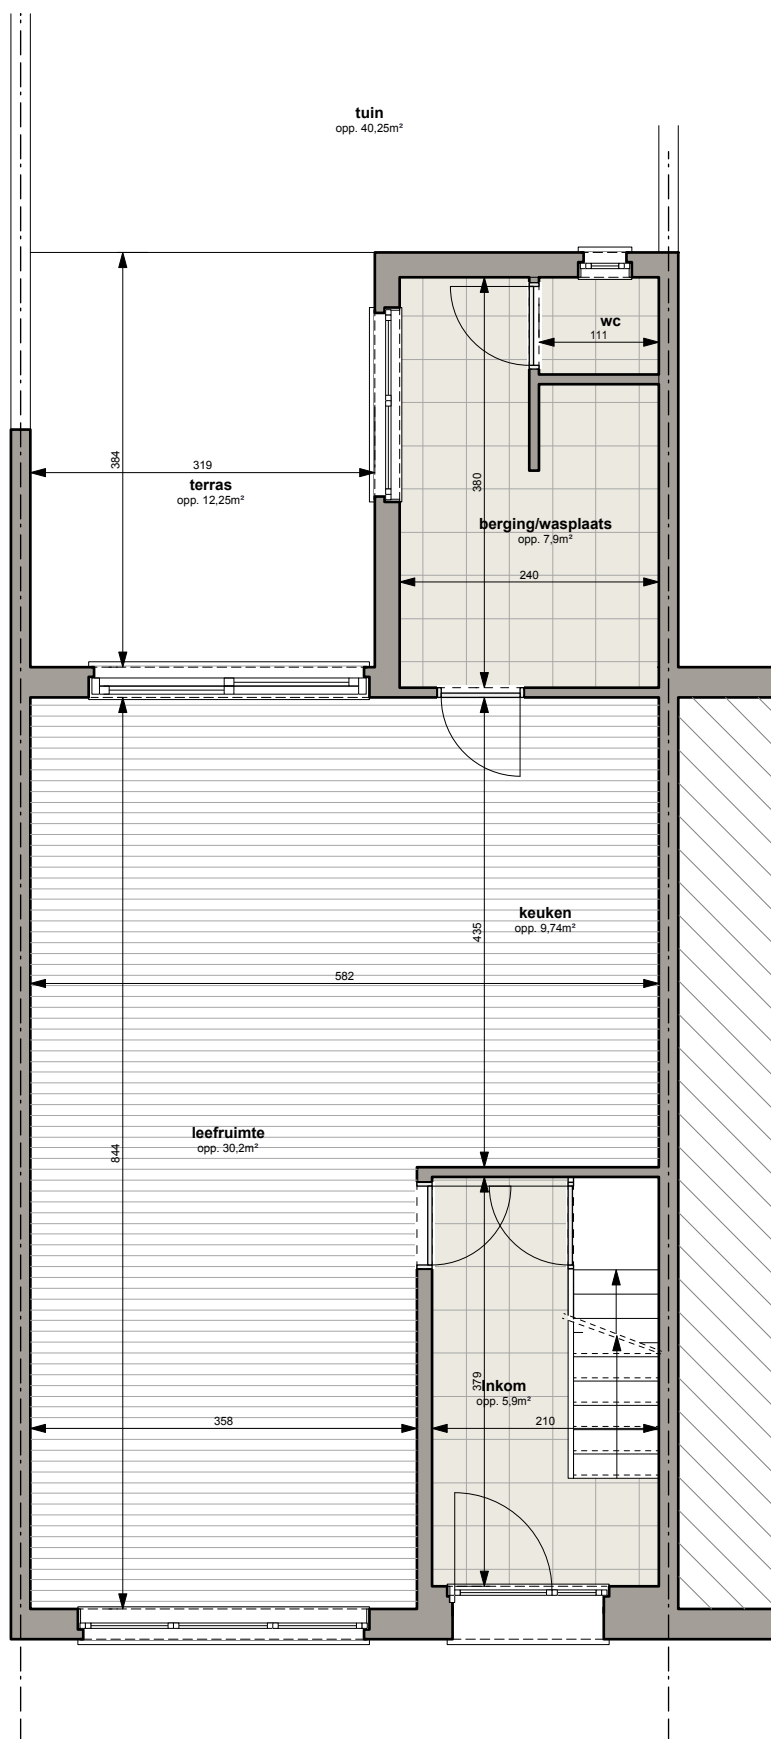 tuin
opp. 40,25m²
wc
111
384
319
terras
opp. 12,25m²
380
berging/wasplaats
opp. 7,9m²
240
keuken
opp. 9,74m²
435
582
leefruimte
opp. 30,2m²
844
379
Inkom
opp. 5,9m²
358
210